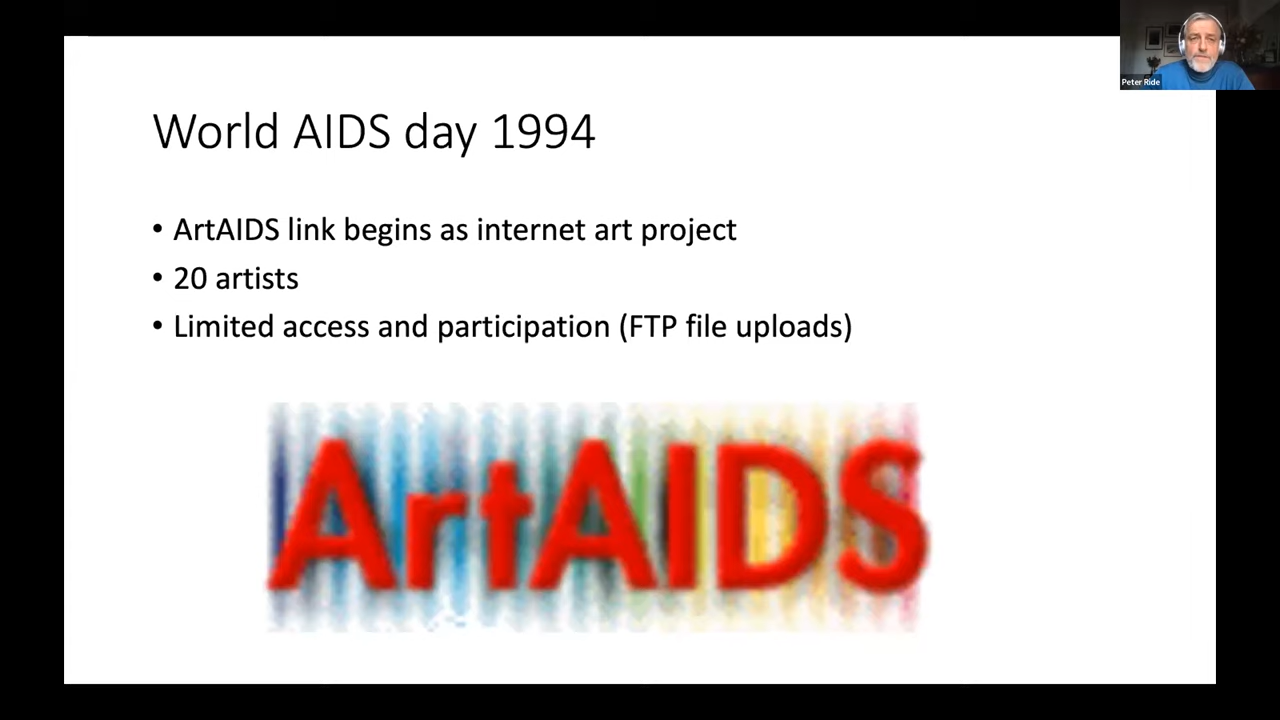 Peter Ride
World AIDS day 1994
• ArtAIDS link begins as internet art project
• 20 artists
• Limited access and participation (FTP file uploads)
ArtAIDS